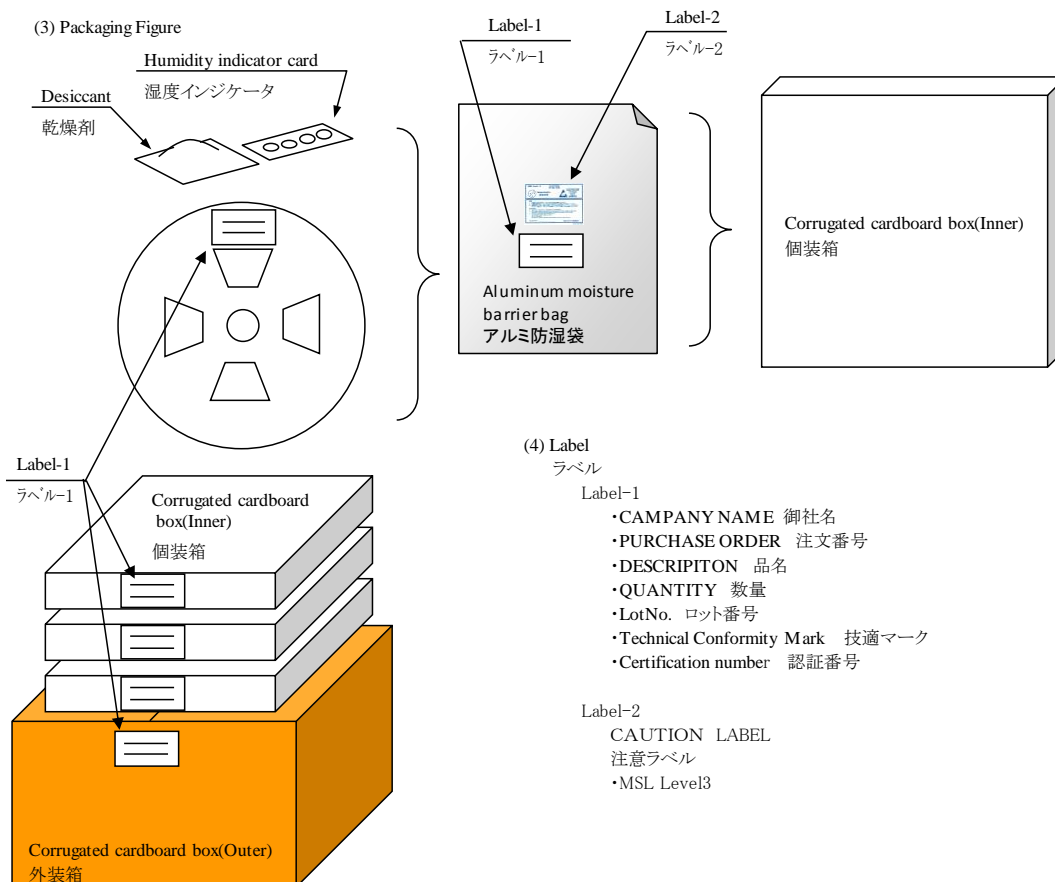 (3) Packaging Figure
Humidity indicator card
湿度インジケータ
Desiccant
乾燥剤
Label-1
ラベル-1
Label-2
ラベル-2
Aluminum moisture
barrier bag
アルミ防湿袋
Corrugated cardboard box(Inner)
個装箱
Label-1
ラベル-1
Corrugated cardboard
box(Inner)
個装箱
Corrugated cardboard box(Outer)
外装箱
(4) Label
ラベル
Label-1
・CAMPANY NAME 御社名
・PURCHASE ORDER 注文番号
・DESCRIPITON 品名
・QUANTITY 数量
・LotNo. ロット番号
・Technical Conformity Mark 技適マーク
・Certification number 認証番号
Label-2
CAUTION LABEL
注意ラベル
・MSL Level3